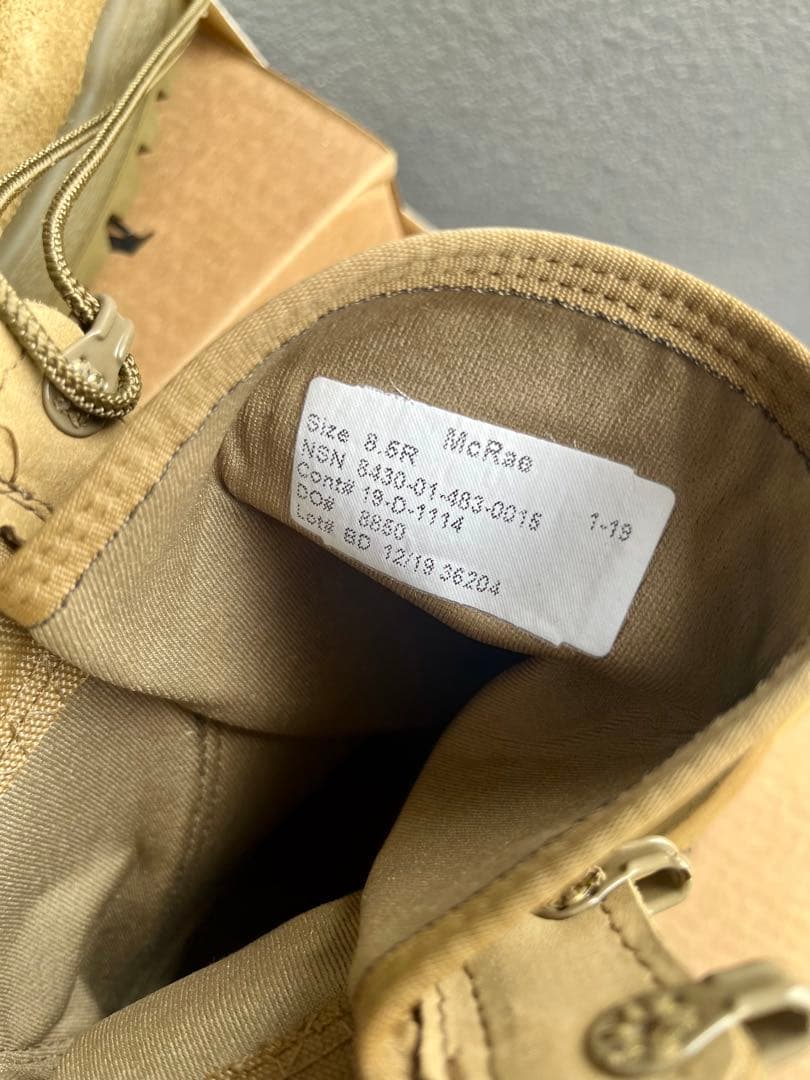 Size 8.5R McRae
NSN 8430-01-483-0015 1-19
Cont# 19-D-1114
DO# 8850
Lot# BD 12/19 36204